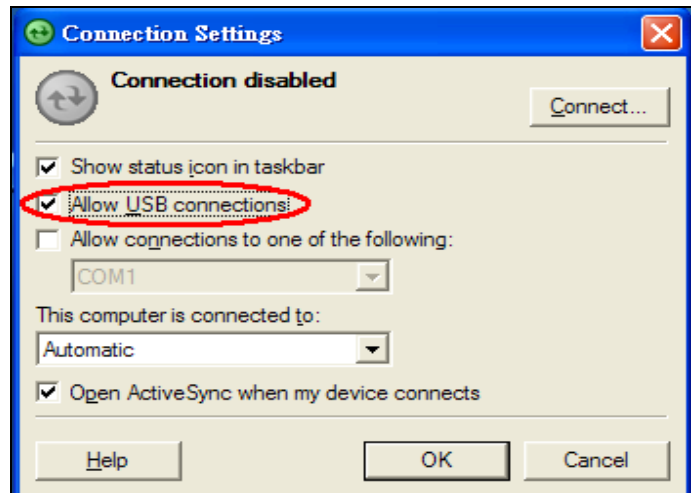 Connection Settings
Connection disabled
Connect...
Show status icon in taskbar
Allow USB connections
Allow connections to one of the following:
COM1
This computer is connected to:
Automatic
Open ActiveSync when my device connects
Help
OK
Cancel